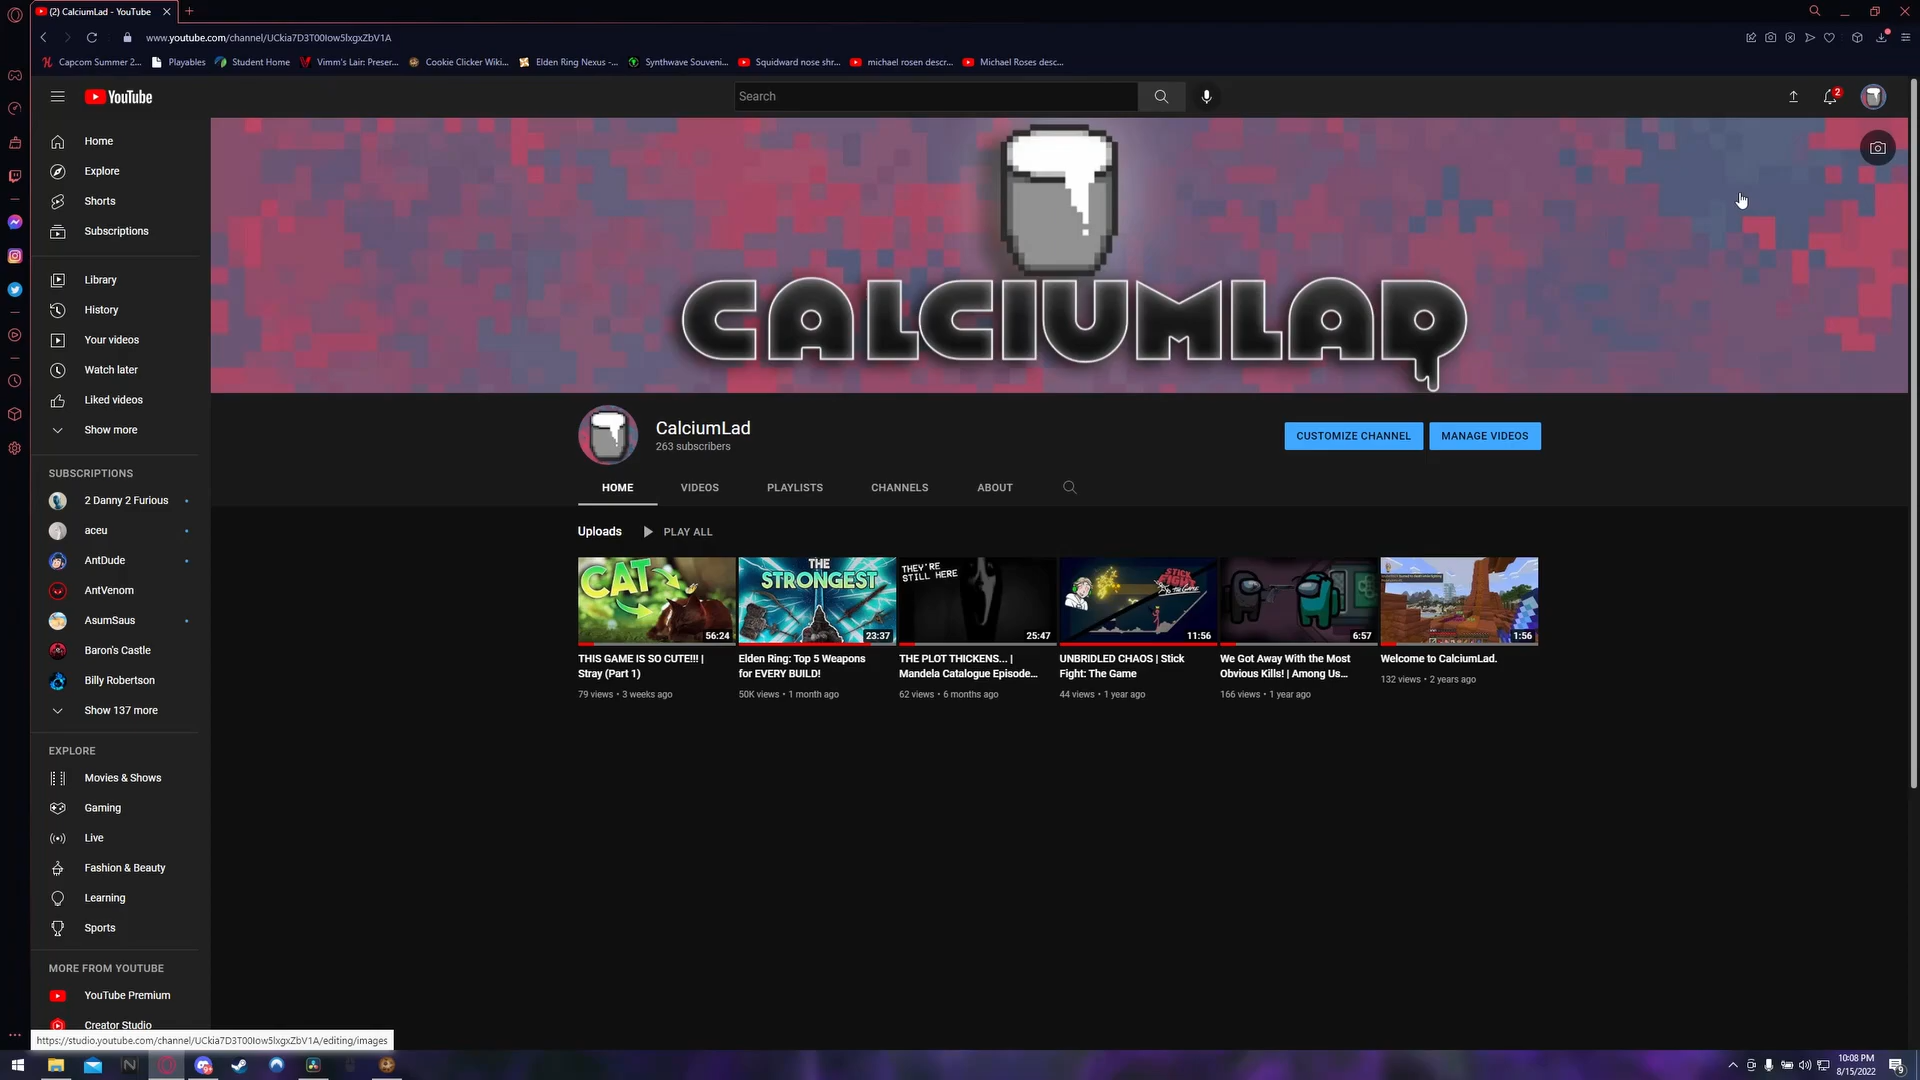 (2) CalciumLad - YouTube
www.youtube.com/channel/UCkia7D3T00Iow5lxgxZbV1A
Capcom Summer 2... Playables Student Home Vimm's Lair: Preser... Cookie Clicker Wiki... Elden Ring Nexus -... Synthwave Souveni... Squidward nose shr... michael rosen descr... Michael Roses desc...
YouTube
Search
2
Home
Explore
Shorts
Subscriptions
Library
History
Your videos
Watch later
Liked videos
Show more
SUBSCRIPTIONS
2 Danny 2 Furious
aceu
AntDude
AntVenom
AsumSaus
Baron's Castle
Billy Robertson
Show 137 more
EXPLORE
Movies & Shows
Gaming
Live
Fashion & Beauty
Learning
Sports
MORE FROM YOUTUBE
YouTube Premium
Creator Studio
CALCIUMLAD
CalciumLad
263 subscribers
CUSTOMIZE CHANNEL
MANAGE VIDEOS
HOME VIDEOS PLAYLISTS CHANNELS ABOUT
Uploads PLAY ALL
CAT
56:24
THIS GAME IS SO CUTE!!! |
Stray (Part 1)
79 views • 3 weeks ago
THE
STRONGEST
23:37
Elden Ring: Top 5 Weapons
for EVERY BUILD!
50K views • 1 month ago
THEY'RE
STILL HERE
25:47
THE PLOT THICKENS... |
Mandela Catalogue Episode...
62 views • 6 months ago
STICK
FIGHT
THE GAME
11:56
UNBRIDLED CHAOS | Stick
Fight: The Game
44 views • 1 year ago
6:57
We Got Away With the Most
Obvious Kills! | Among Us...
166 views • 1 year ago
1:56
Welcome to CalciumLad.
132 views • 2 years ago
https://studio.youtube.com/channel/UCkia7D3T00Iow5lxgxZbV1A/editing/images
10:08 PM
8/15/2022
9